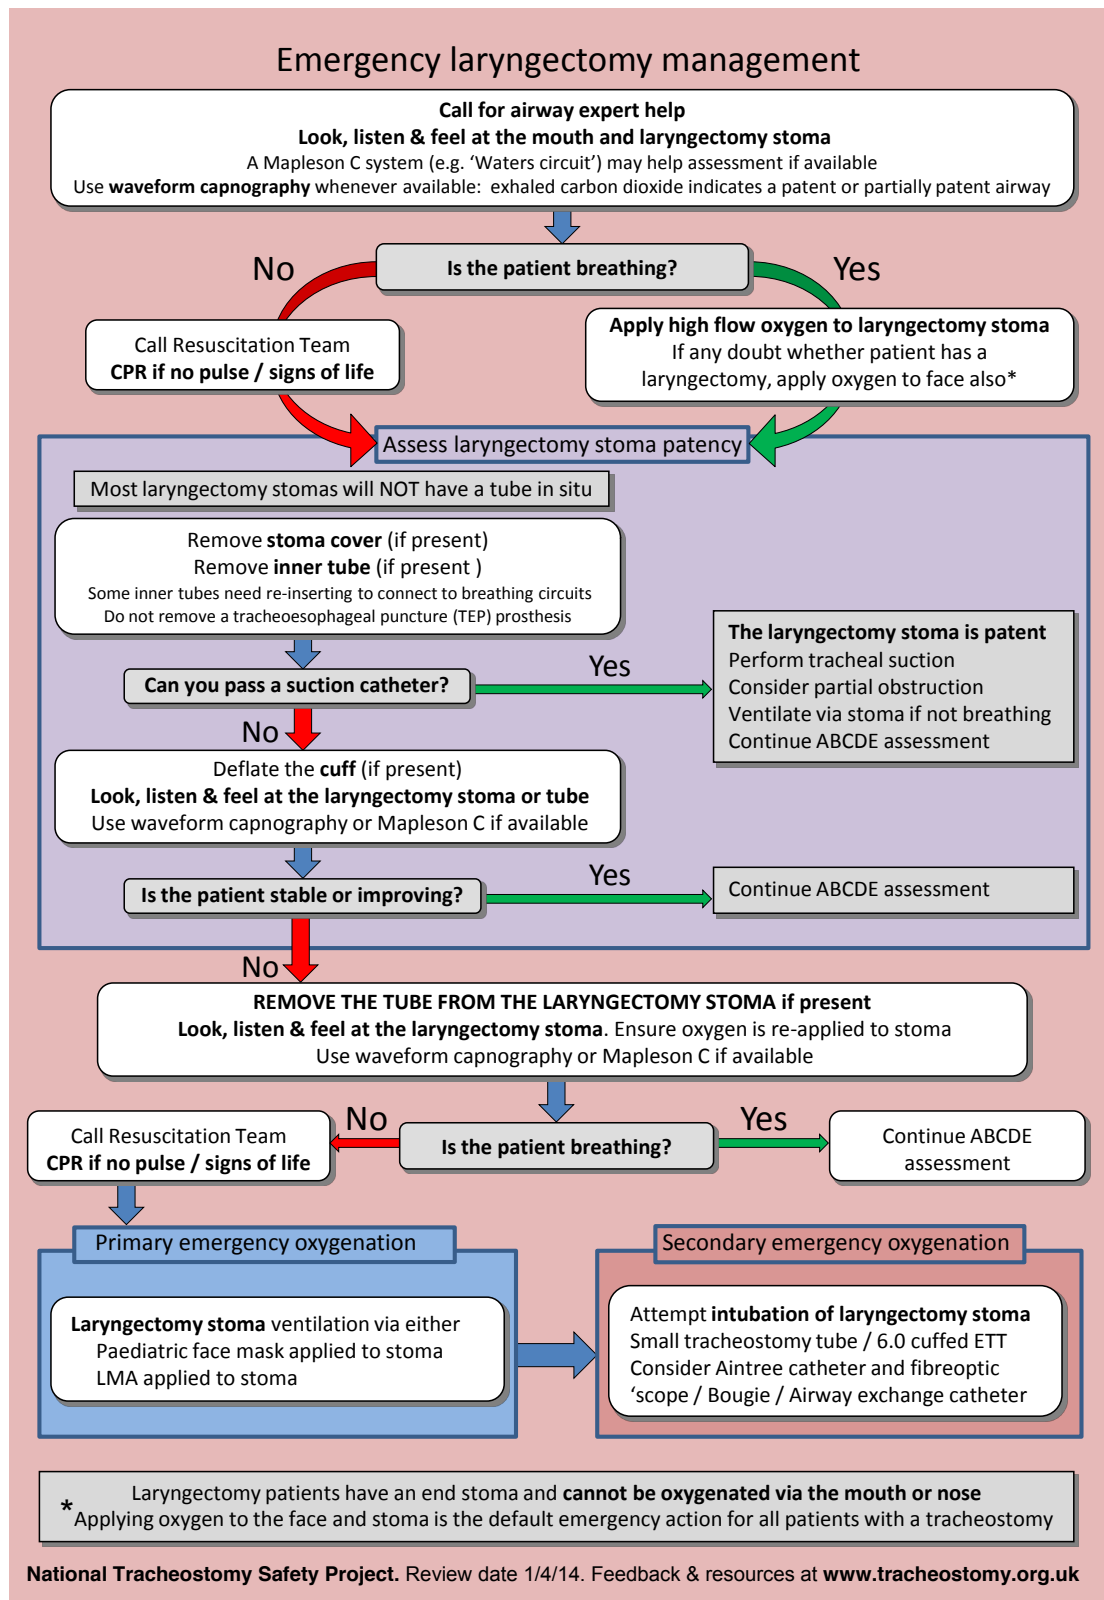 Emergency laryngectomy management
Call for airway expert help
Look, listen & feel at the mouth and laryngectomy stoma
A Mapleson C system (e.g. ‘Waters circuit’) may help assessment if available
Use waveform capnography whenever available: exhaled carbon dioxide indicates a patent or partially patent airway
Is the patient breathing?
No
Yes
Call Resuscitation Team
CPR if no pulse / signs of life
Apply high flow oxygen to laryngectomy stoma
If any doubt whether patient has a
laryngectomy, apply oxygen to face also*
Assess laryngectomy stoma patency
Most laryngectomy stomas will NOT have a tube in situ
Remove stoma cover (if present)
Remove inner tube (if present )
Some inner tubes need re-inserting to connect to breathing circuits
Do not remove a tracheoesophageal puncture (TEP) prosthesis
Can you pass a suction catheter?
Yes
The laryngectomy stoma is patent
Perform tracheal suction
Consider partial obstruction
Ventilate via stoma if not breathing
Continue ABCDE assessment
No
Deflate the cuff (if present)
Look, listen & feel at the laryngectomy stoma or tube
Use waveform capnography or Mapleson C if available
Is the patient stable or improving?
Yes
Continue ABCDE assessment
No
REMOVE THE TUBE FROM THE LARYNGECTOMY STOMA if present
Look, listen & feel at the laryngectomy stoma. Ensure oxygen is re-applied to stoma
Use waveform capnography or Mapleson C if available
Is the patient breathing?
No
Yes
Call Resuscitation Team
CPR if no pulse / signs of life
Continue ABCDE
assessment
Primary emergency oxygenation
Laryngectomy stoma ventilation via either
Paediatric face mask applied to stoma
LMA applied to stoma
Secondary emergency oxygenation
Attempt intubation of laryngectomy stoma
Small tracheostomy tube / 6.0 cuffed ETT
Consider Aintree catheter and fibreoptic
‘scope / Bougie / Airway exchange catheter
Laryngectomy patients have an end stoma and cannot be oxygenated via the mouth or nose
*Applying oxygen to the face and stoma is the default emergency action for all patients with a tracheostomy
National Tracheostomy Safety Project. Review date 1/4/14. Feedback & resources at www.tracheostomy.org.uk